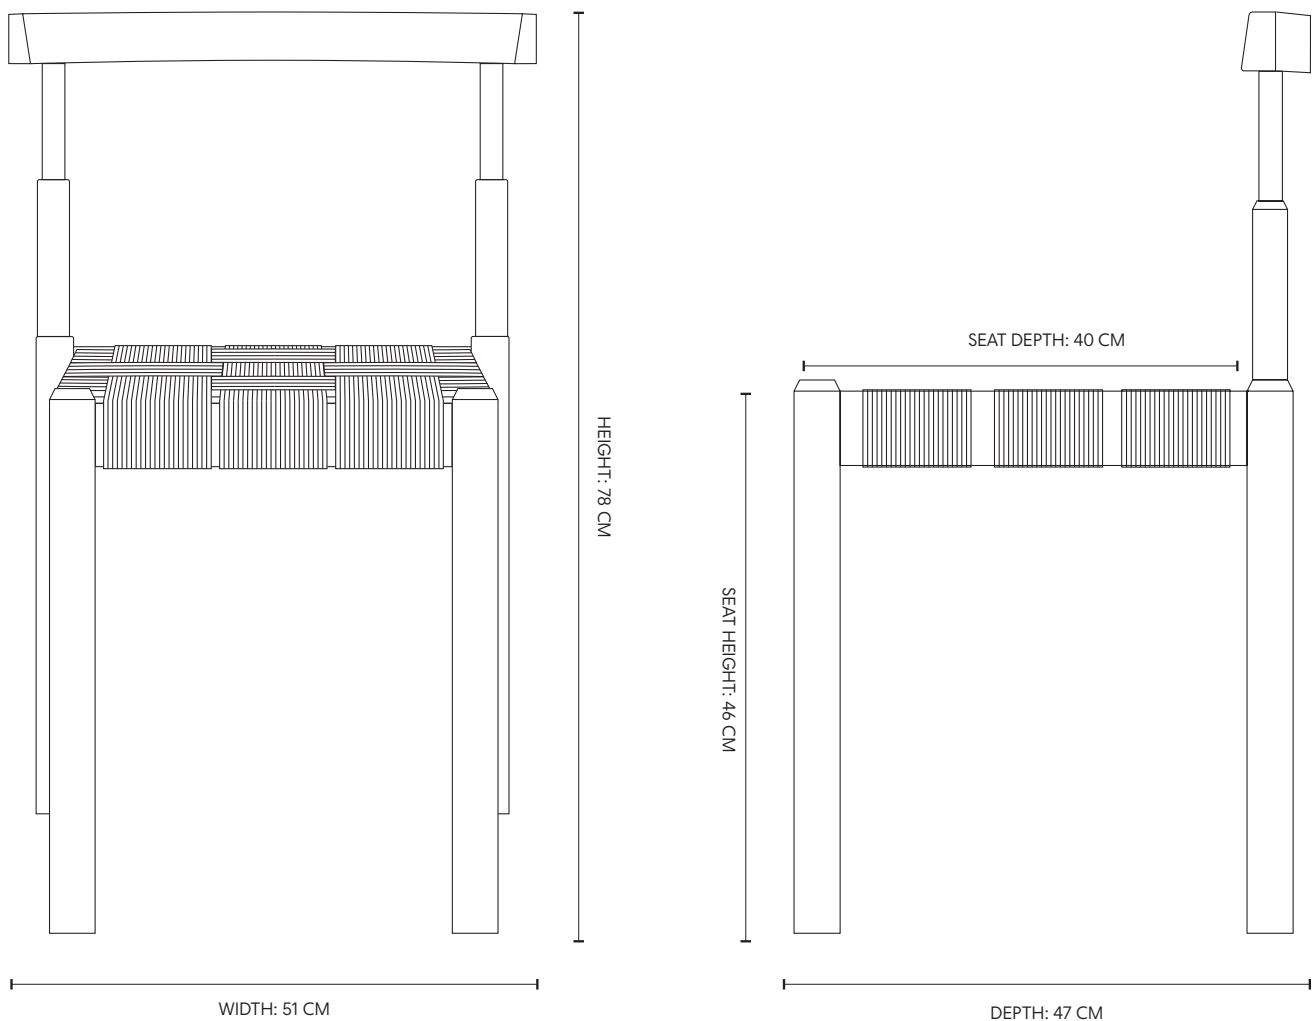 SEAT DEPTH: 40 CM
HEIGHT: 78 CM
SEAT HEIGHT: 46 CM
WIDTH: 51 CM
DEPTH: 47 CM